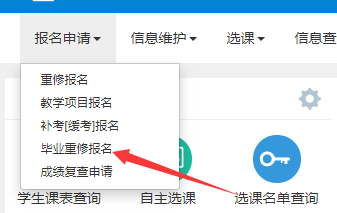 报名申请 信息维护 选课 信息查
重修报名
教学项目报名
补考[缓考]报名
毕业重修报名
成绩复查申请
学生课表查询 自主选课 选课名单查询